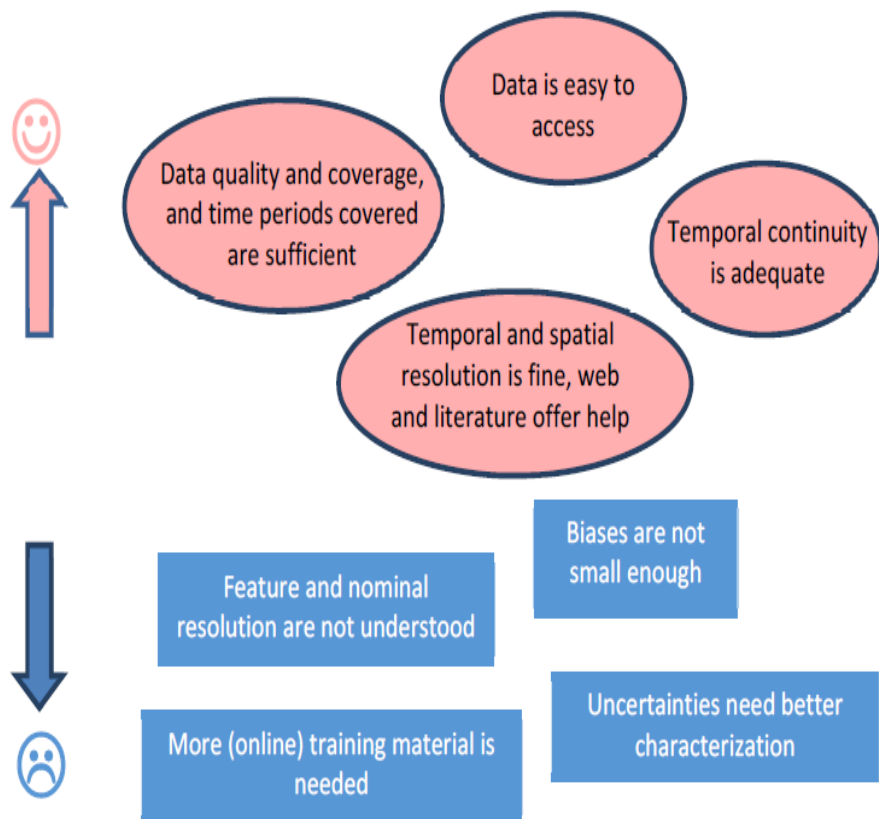 Data is easy to
access
Data quality and coverage,
and time periods covered
are sufficient
Temporal continuity
is adequate
Temporal and spatial
resolution is fine, web
and literature offer help
Biases are not
small enough
Feature and nominal
resolution are not understood
Uncertainties need better
characterization
More (online) training material is
needed